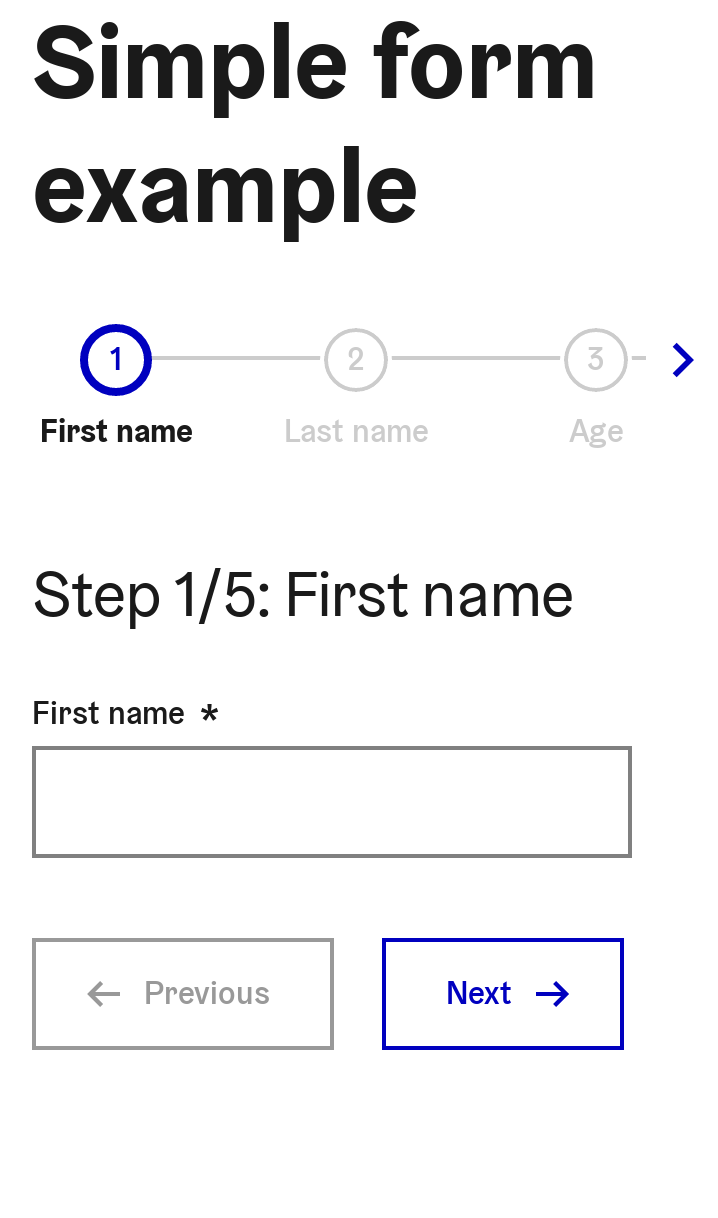 Simple form
example
1
2
3
First name
Last name
Age
Step 1/5: First name
First name *
Previous
Next